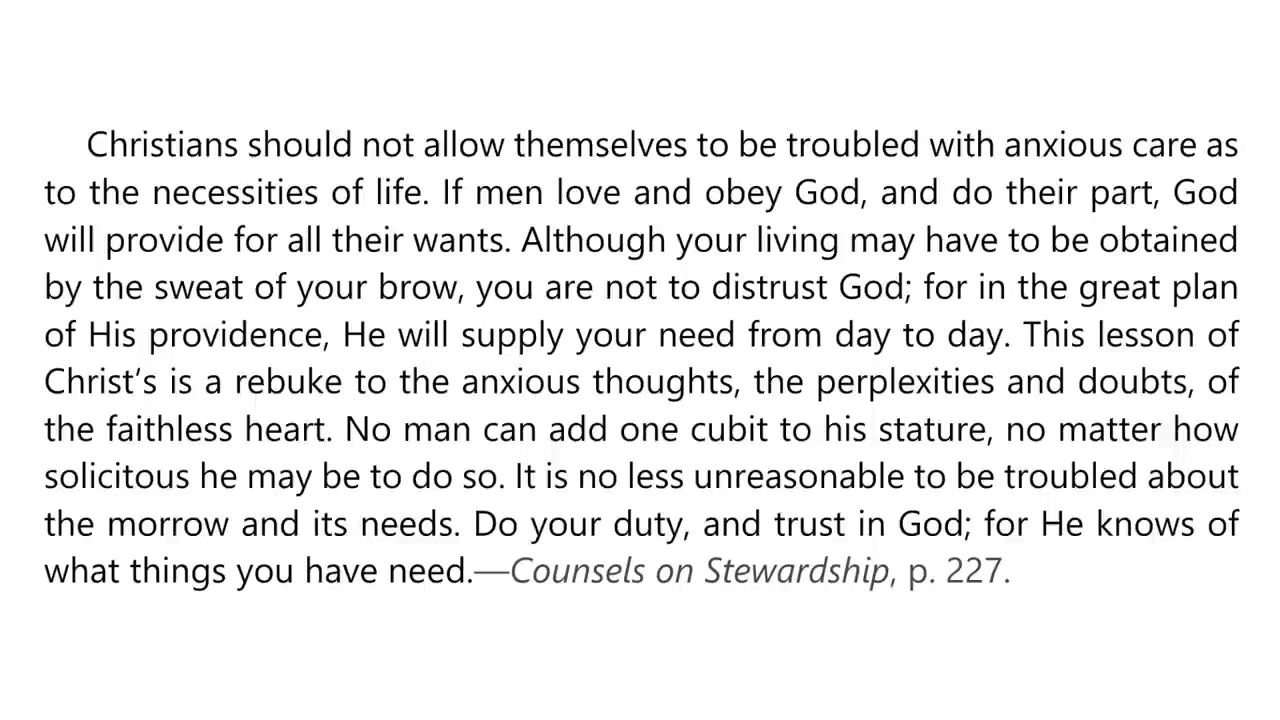 Christians should not allow themselves to be troubled with anxious care as
to the necessities of life. If men love and obey God, and do their part, God
will provide for all their wants. Although your living may have to be obtained
by the sweat of your brow, you are not to distrust God; for in the great plan
of His providence, He will supply your need from day to day. This lesson of
Christ’s is a rebuke to the anxious thoughts, the perplexities and doubts, of
the faithless heart. No man can add one cubit to his stature, no matter how
solicitous he may be to do so. It is no less unreasonable to be troubled about
the morrow and its needs. Do your duty, and trust in God; for He knows of
what things you have need.—Counsels on Stewardship, p. 227.